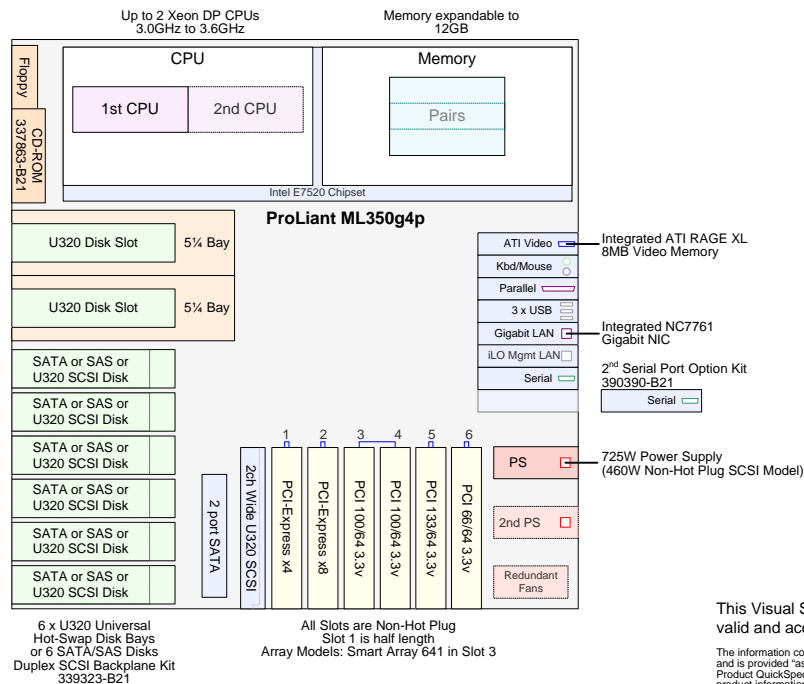 Up to 2 Xeon DP CPUs
3.0GHz to 3.6GHz
Memory expandable to
12GB
Floppy
CD-ROM
337863-B21
CPU
1st CPU
2nd CPU
Memory
Pairs
Intel E7520 Chipset
ProLiant ML350g4p
U320 Disk Slot
5¼ Bay
U320 Disk Slot
5¼ Bay
ATI Video
Kbd/Mouse
Parallel
3 x USB
Gigabit LAN
iLO Mgmt LAN
Serial
Integrated ATI RAGE XL
8MB Video Memory
Integrated NC7761
Gigabit NIC
2nd Serial Port Option Kit
390390-B21
Serial
SATA or SAS or
U320 SCSI Disk
SATA or SAS or
U320 SCSI Disk
SATA or SAS or
U320 SCSI Disk
SATA or SAS or
U320 SCSI Disk
SATA or SAS or
U320 SCSI Disk
SATA or SAS or
U320 SCSI Disk
2 port SATA
2ch Wide U320 SCSI
1
2
3
4
5
6
PCI-Express x4
PCI-Express x8
PCI 100/64 3.3v
PCI 100/64 3.3v
PCI 133/64 3.3v
PCI 66/64 3.3v
PS
2nd PS
Redundant
Fans
725W Power Supply
(460W Non-Hot Plug SCSI Model)
6 x U320 Universal
Hot-Swap Disk Bays
or 6 SATA/SAS Disks
Duplex SCSI Backplane Kit
339323-B21
All Slots are Non-Hot Plug
Slot 1 is half length
Array Models: Smart Array 641 in Slot 3
This Visual
valid and
The information
and is provided
Product
product